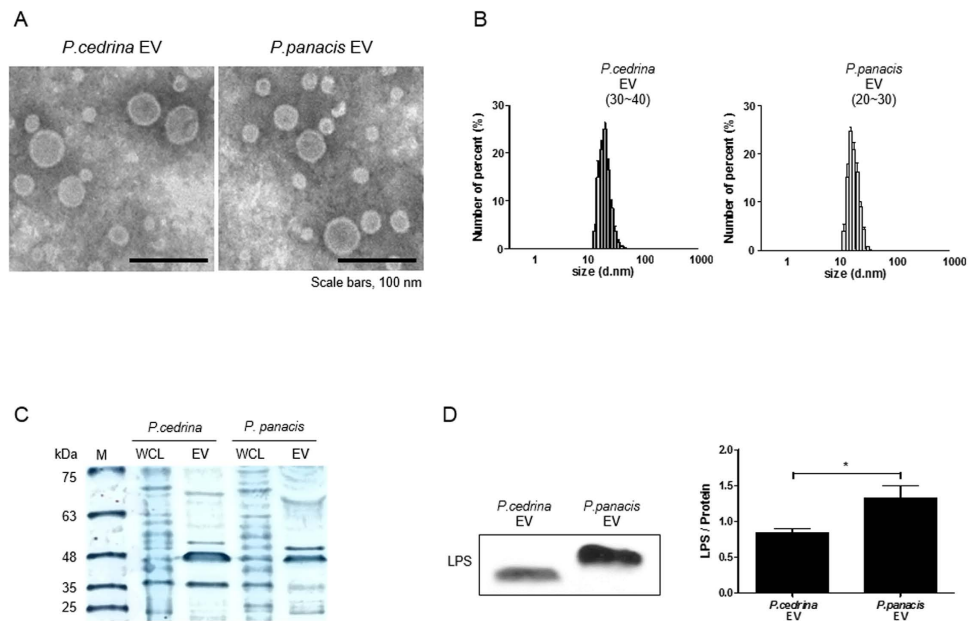 A
P.cedrina EV
P.panacis EV
Scale bars, 100 nm
B
P.cedrina
EV
(30~40)
Number of percent (%)
30
20
10
0
1
10
100
1000
size (d.nm)
P.panacis
EV
(20~30)
Number of percent (%)
30
20
10
0
1
10
100
1000
size (d.nm)
C
P.cedrina
P. panacis
kDa
M
WCL
EV
WCL
EV
75
63
48
35
25
D
P.cedrina
EV
P.panacis
EV
LPS
LPS / Protein
2.0
1.5
1.0
0.5
0.0
*
P.cedrina
EV
P.panacis
EV